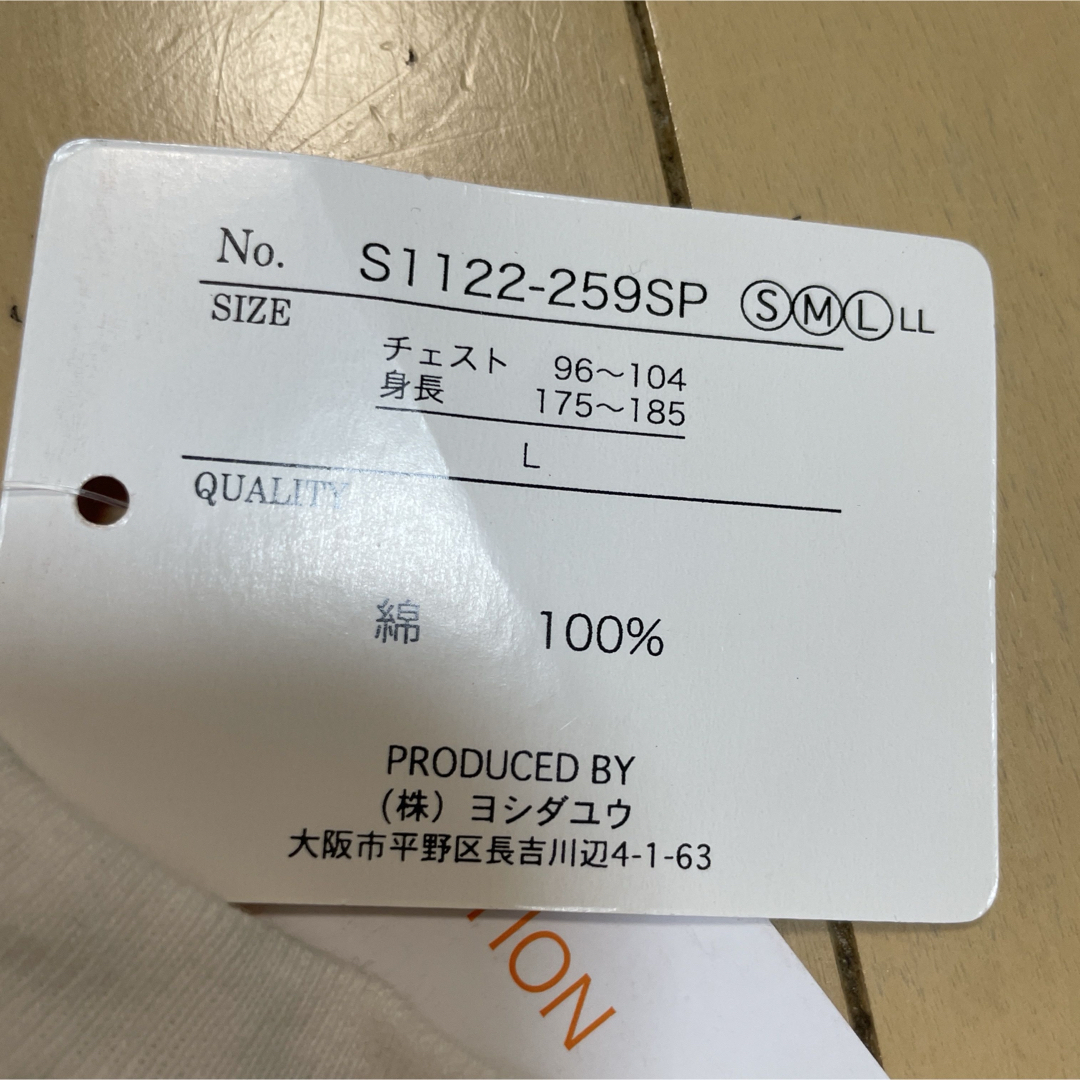 No. S1122-259SP ⓈⓂⓁLL
SIZE
チェスト 96～104
身長 175～185
L
QUALITY
綿 100%
PRODUCED BY
(株) ヨシダユウ
大阪市平野区長吉川辺4-1-63
TION